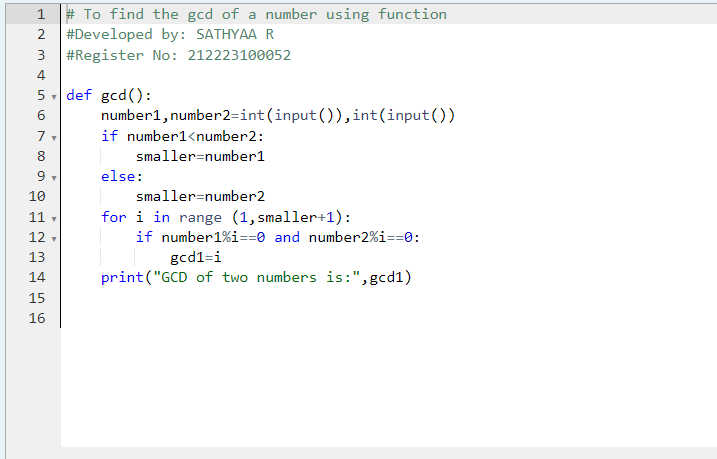 1 # To find the gcd of a number using function
2 #Developed by: SATHYAA R
3 #Register No: 212223100052
4
5 def gcd():
6     number1,number2=int(input()),int(input())
7     if number1<number2:
8         smaller=number1
9     else:
10         smaller=number2
11     for i in range (1,smaller+1):
12         if number1%i==0 and number2%i==0:
13             gcd1=i
14     print("GCD of two numbers is:",gcd1)
15
16